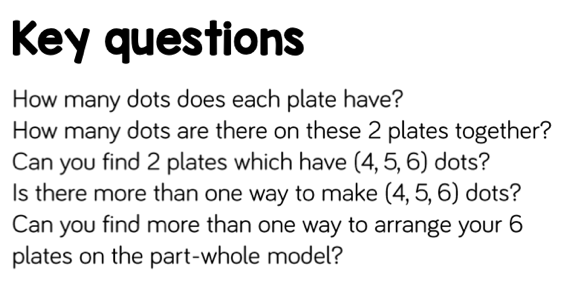 Key questions
How many dots does each plate have?
How many dots are there on these 2 plates together?
Can you find 2 plates which have (4, 5, 6) dots?
Is there more than one way to make (4, 5, 6) dots?
Can you find more than one way to arrange your 6
plates on the part-whole model?